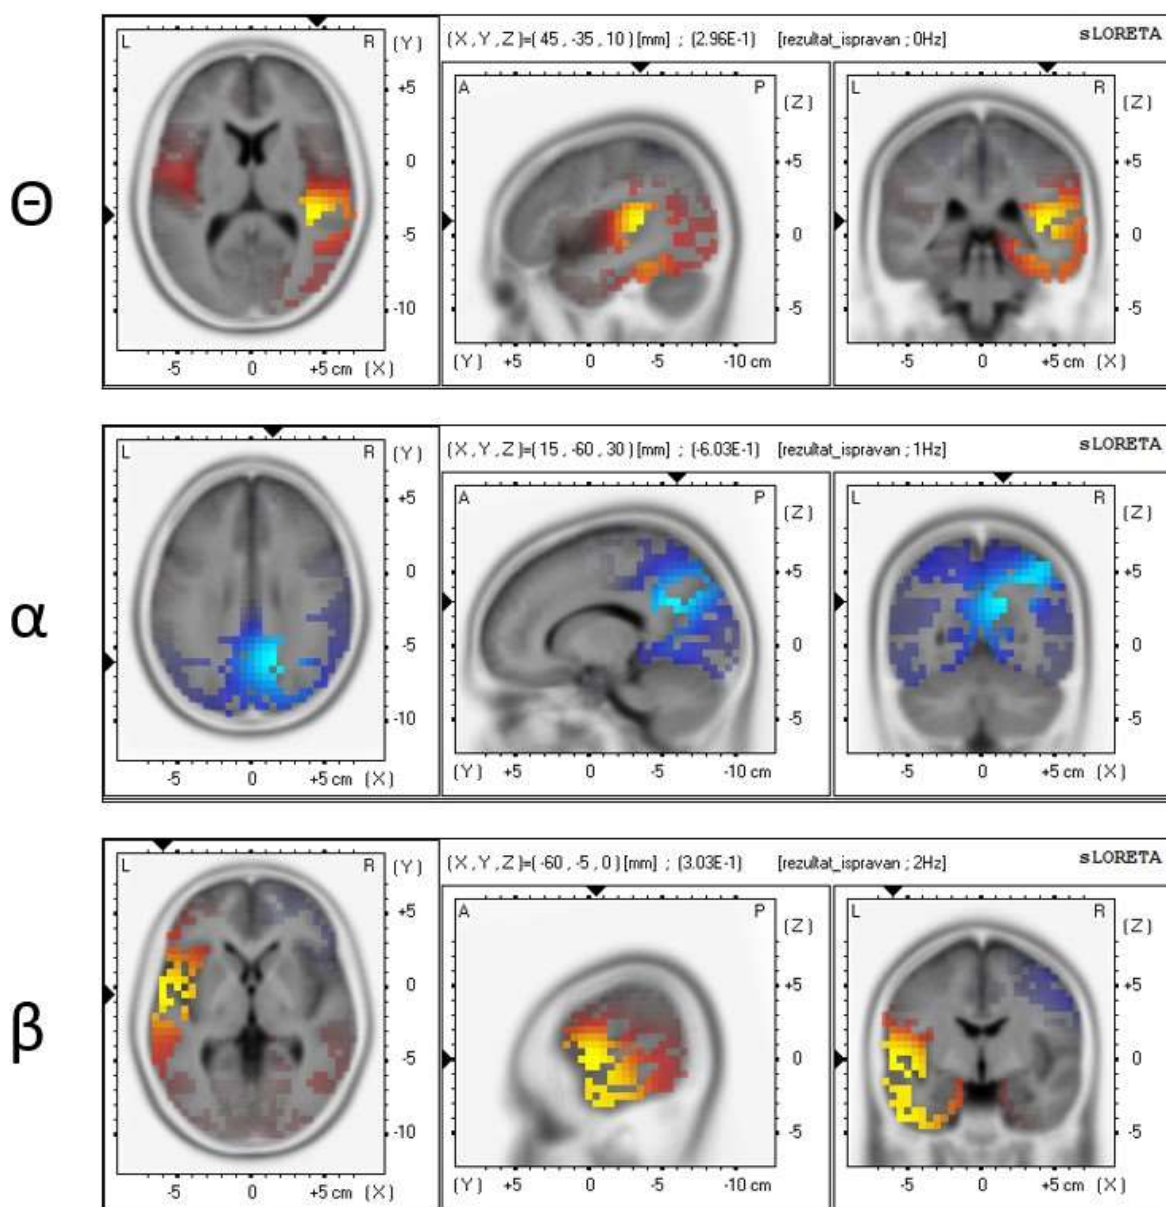 Θ
L R (Y)
+5
0
-5
-10
-5 0 +5 cm (X)
(X, Y, Z)=( 45 , -35 , 10 ) [mm] ; (2.96E-1) [rezultat_ispravan ; 0Hz] sLORETA
A P (Z)
+5
0
-5
(Y) +5 0 -5 -10 cm
L R (Z)
+5
0
-5
-5 0 +5 cm (X)
α
L R (Y)
+5
0
-5
-10
-5 0 +5 cm (X)
(X, Y, Z)=( 15 , -60 , 30 ) [mm] ; (-6.03E-1) [rezultat_ispravan ; 1Hz] sLORETA
A P (Z)
+5
0
-5
(Y) +5 0 -5 -10 cm
L R (Z)
+5
0
-5
-5 0 +5 cm (X)
β
L R (Y)
+5
0
-5
-10
-5 0 +5 cm (X)
(X, Y, Z)=( -60 , -5 , 0 ) [mm] ; (3.03E-1) [rezultat_ispravan ; 2Hz] sLORETA
A P (Z)
+5
0
-5
(Y) +5 0 -5 -10 cm
L R (Z)
+5
0
-5
-5 0 +5 cm (X)